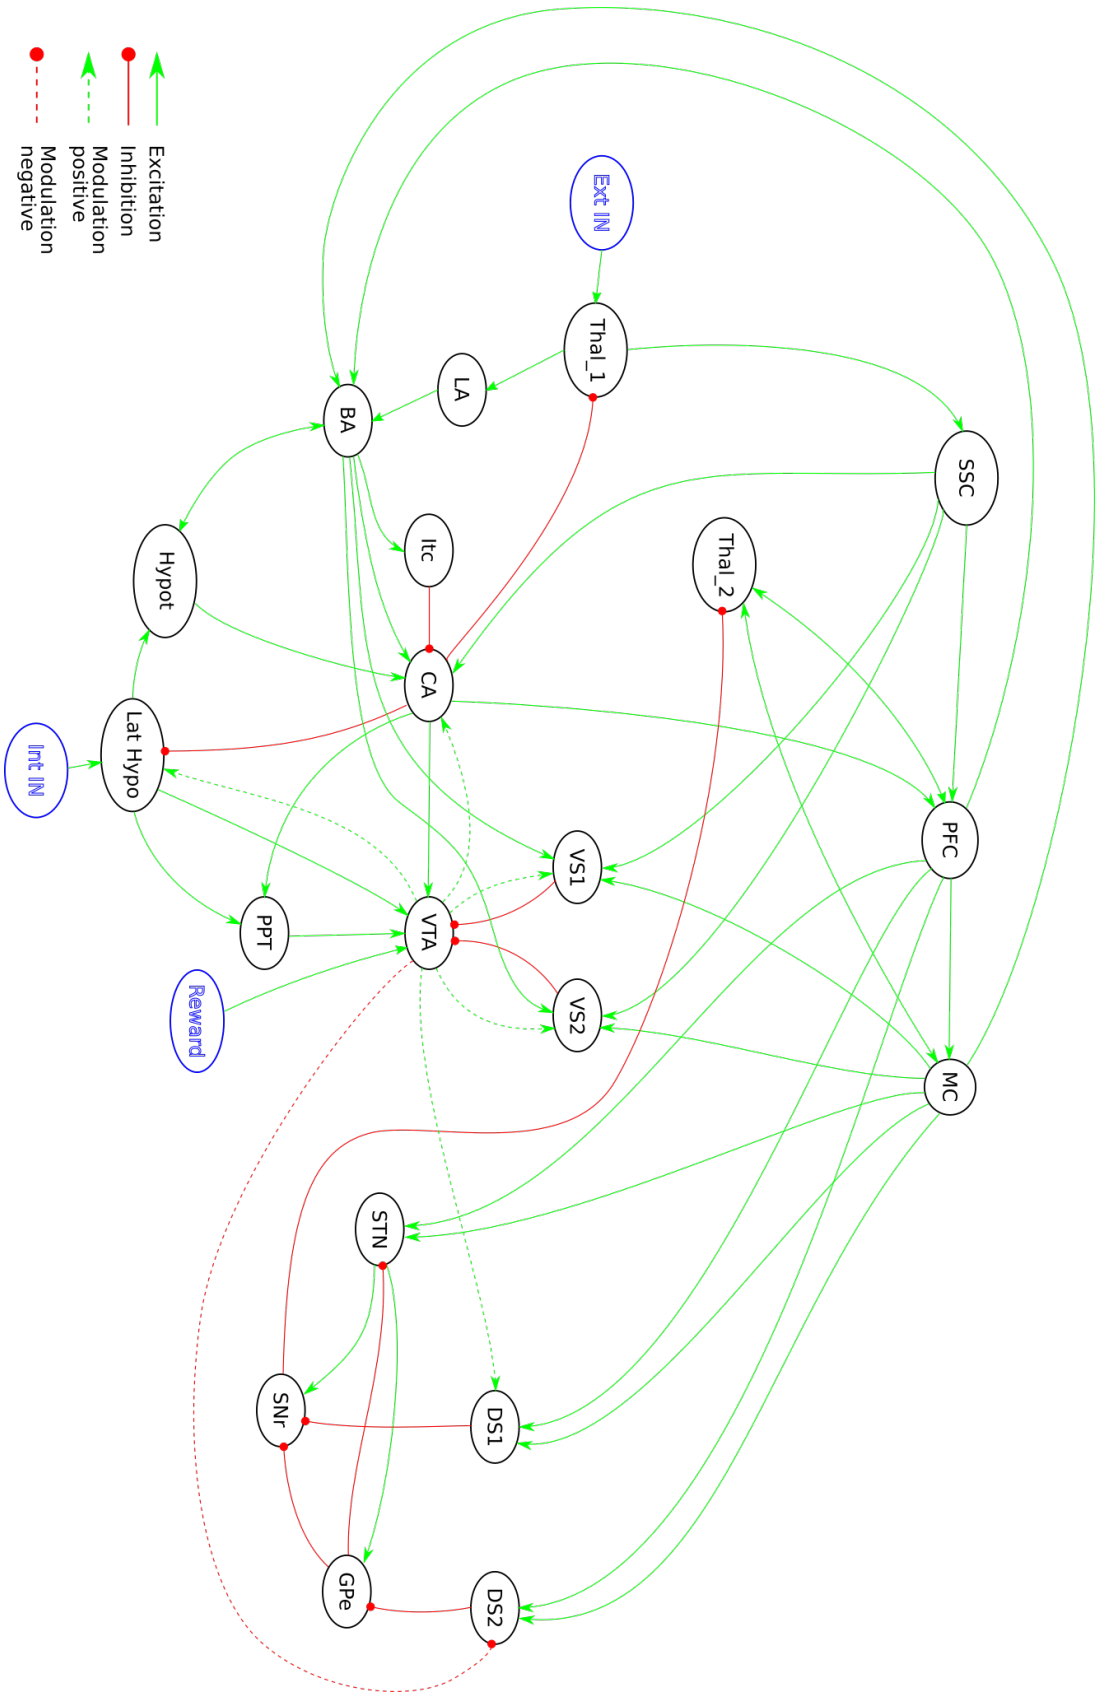 SSC
PFC
MC
Thal_2
Ext IN
Thal_1
VS1
VS2
DS1
DS2
LA
Itc
CA
VTA
STN
BA
GPe
SNr
PPT
Reward
Hypot
Lat Hypo
Int IN
Excitation
Inhibition
Modulation
positive
Modulation
negative